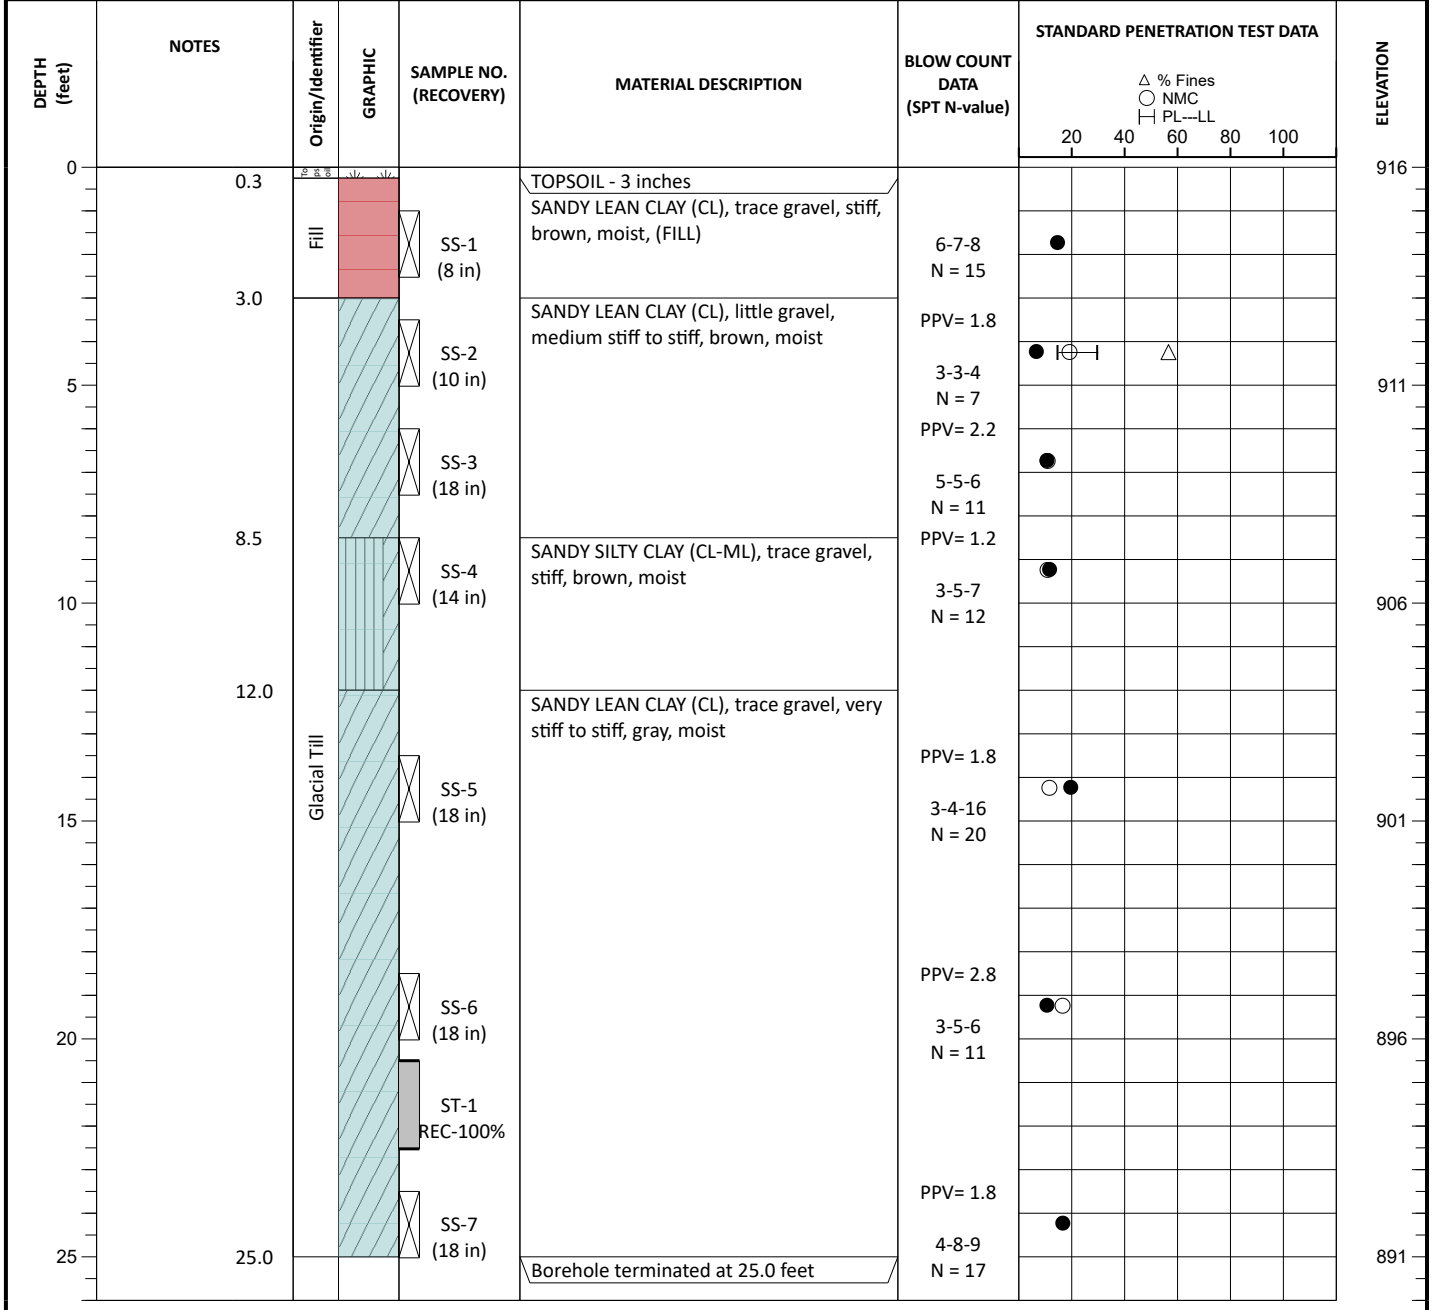 DEPTH
(feet)
NOTES
Origin/Identifier
GRAPHIC
SAMPLE NO.
(RECOVERY)
MATERIAL DESCRIPTION
BLOW COUNT
DATA
(SPT N-value)
STANDARD PENETRATION TEST DATA
% Fines
NMC
PL---LL
20 40 60 80 100
ELEVATION
0
To
ps
oil
916
0.3
TOPSOIL - 3 inches
Fill
SANDY LEAN CLAY (CL), trace gravel, stiff,
brown, moist, (FILL)
SS-1
(8 in)
6-7-8
N = 15
3.0
SANDY LEAN CLAY (CL), little gravel,
medium stiff to stiff, brown, moist
PPV= 1.8
SS-2
(10 in)
3-3-4
N = 7
5
911
PPV= 2.2
SS-3
(18 in)
5-5-6
N = 11
8.5
PPV= 1.2
SANDY SILTY CLAY (CL-ML), trace gravel,
stiff, brown, moist
SS-4
(14 in)
3-5-7
N = 12
10
906
12.0
SANDY LEAN CLAY (CL), trace gravel, very
stiff to stiff, gray, moist
Glacial Till
PPV= 1.8
SS-5
(18 in)
3-4-16
N = 20
15
901
PPV= 2.8
SS-6
(18 in)
3-5-6
N = 11
20
896
ST-1
REC-100%
PPV= 1.8
SS-7
(18 in)
4-8-9
N = 17
25
25.0
Borehole terminated at 25.0 feet
891